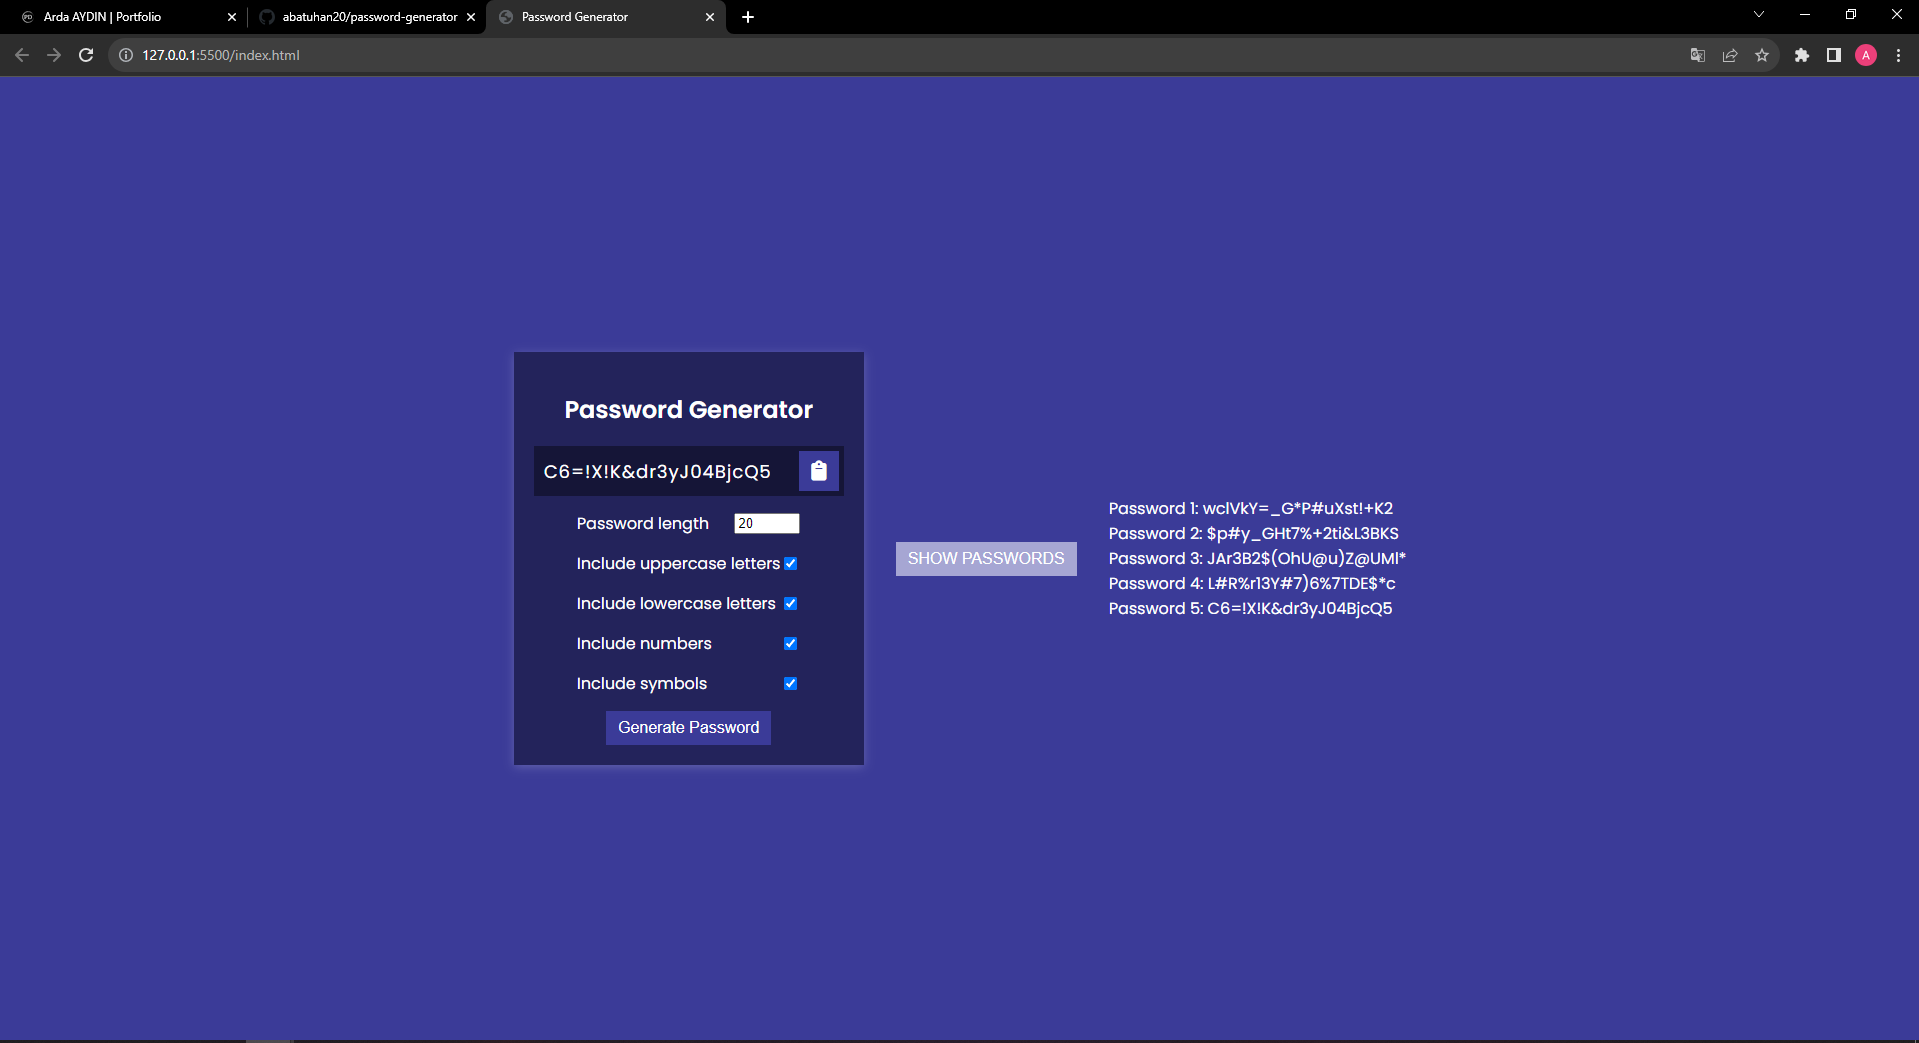 Arda AYDIN | Portfolio
abatuhan20/password-generator
Password Generator
127.0.0.1:5500/index.html
A
Password Generator
C6=!X!K&dr3yJ04BjcQ5
Password length 20
Include uppercase letters
Include lowercase letters
Include numbers
Include symbols
Generate Password
SHOW PASSWORDS
Password 1: wclVkY=_G*P#uXst!+K2
Password 2: $p#y_GHt7%+2ti&L3BKS
Password 3: JAr3B2$(OhU@u)Z@UMl*
Password 4: L#R%r13Y#7)6%7TDE$*c
Password 5: C6=!X!K&dr3yJ04BjcQ5